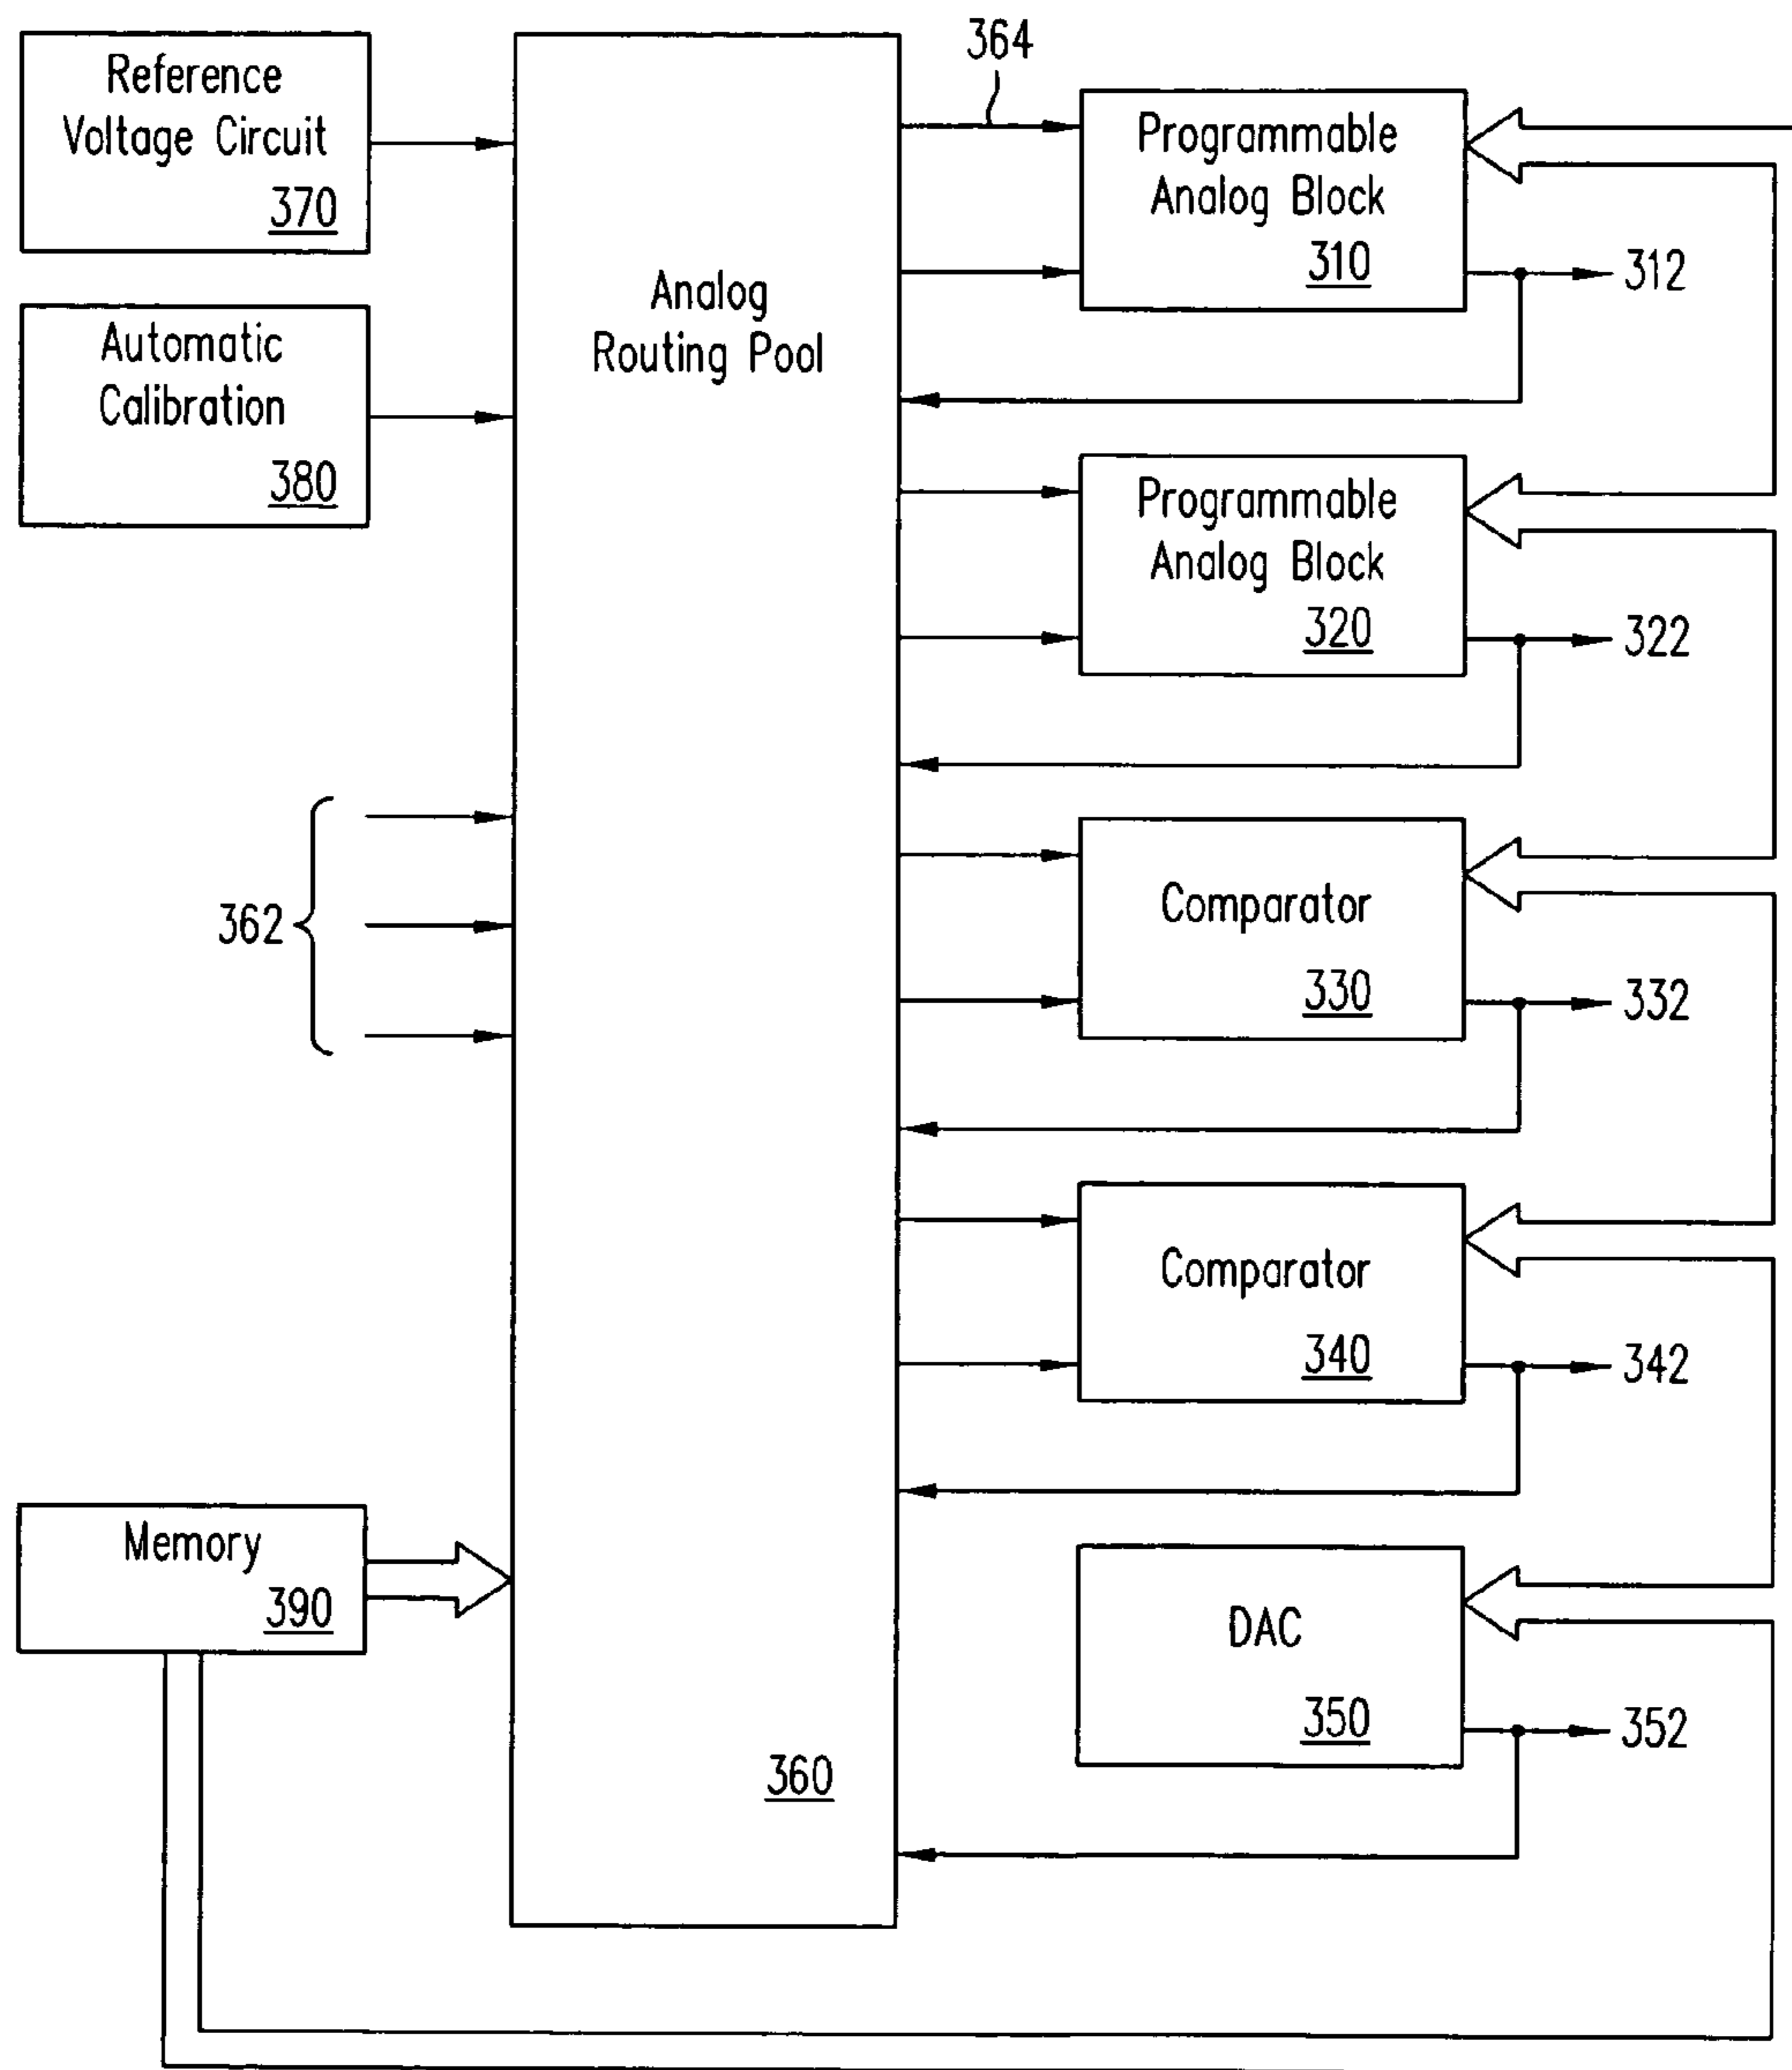 Reference
Voltage Circuit
370
Automatic
Calibration
380
362
Memory
390
Analog
Routing Pool
360
364
Programmable
Analog Block
310
312
Programmable
Analog Block
320
322
Comparator
330
332
Comparator
340
342
DAC
350
352